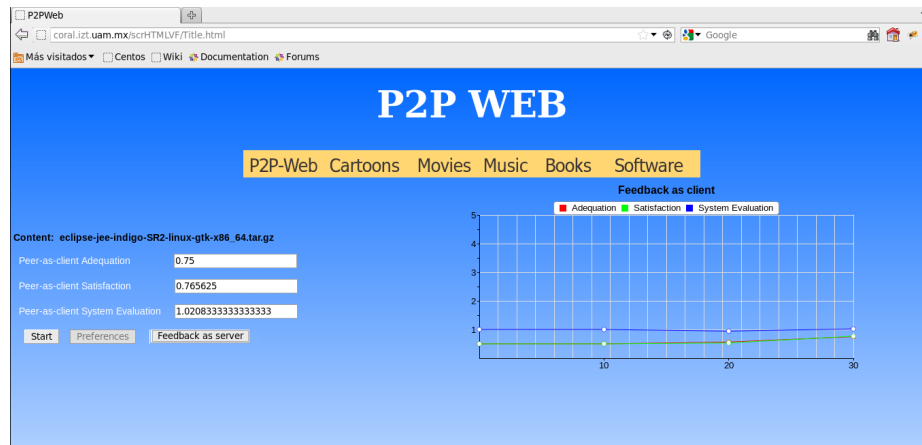 P2PWeb
coral.izt.uam.mx/scrHTMLVF/Title.html
Google
Más visitados
Centos
Wiki
Documentation
Forums
P2P WEB
P2P-Web Cartoons Movies Music Books Software
Content: eclipse-jee-indigo-SR2-linux-gtk-x86_64.tar.gz
Peer-as-client Adequation 0.75
Peer-as-client Satisfaction 0.765625
Peer-as-client System Evaluation 1.0208333333333333
Start Preferences Feedback as server
Feedback as client
Adequation Satisfaction System Evaluation
5
4
3
2
1
10 20 30